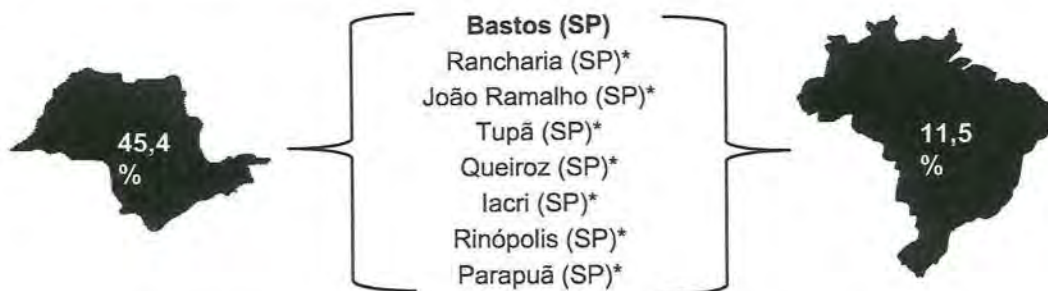 45,4
%
Bastos (SP)
Rancharia (SP)*
João Ramalho (SP)*
Tupã (SP)*
Queiroz (SP)*
Iacri (SP)*
Rinópolis (SP)*
Parapuã (SP)*
11,5
%